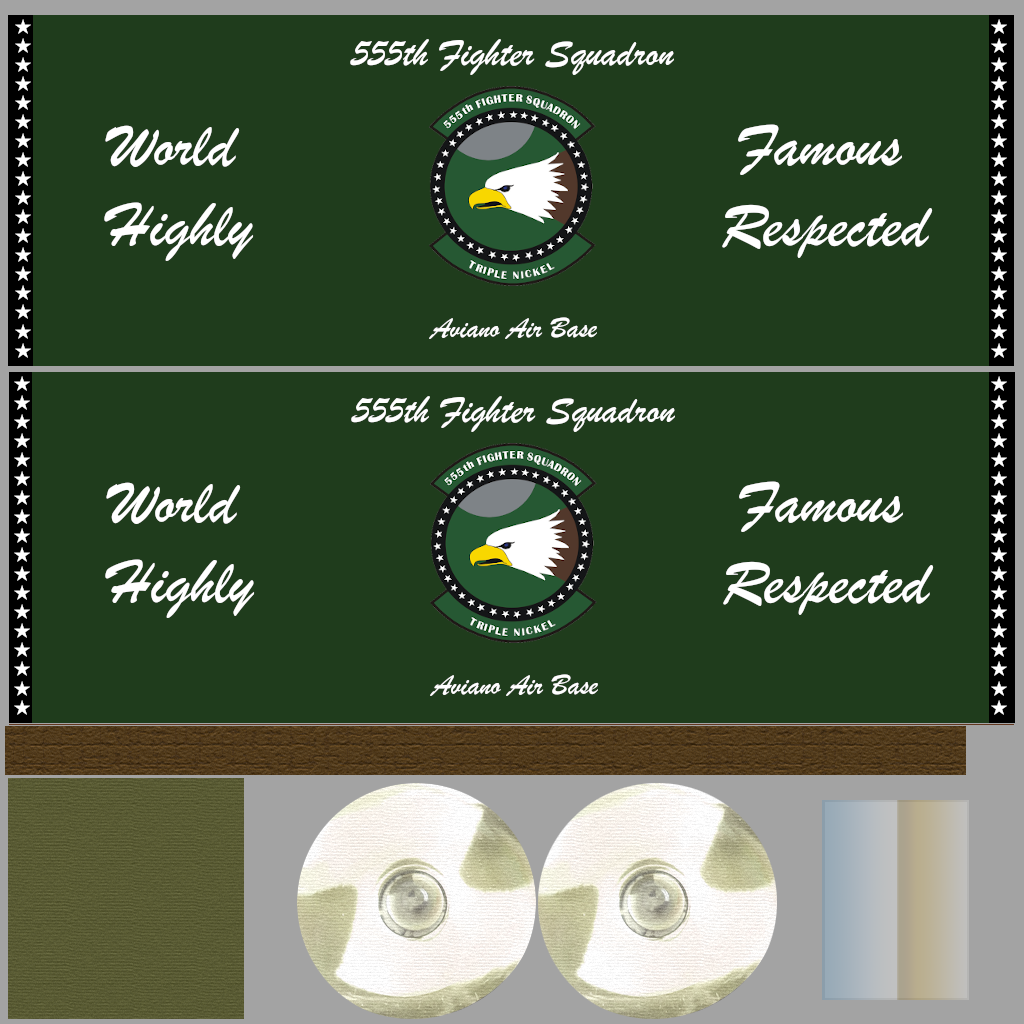 555th Fighter Squadron
555th FIGHTER SQUADRON
World Famous
Highly Respected
TRIPLE NICKEL
Aviano Air Base
555th Fighter Squadron
555th FIGHTER SQUADRON
World Famous
Highly Respected
TRIPLE NICKEL
Aviano Air Base